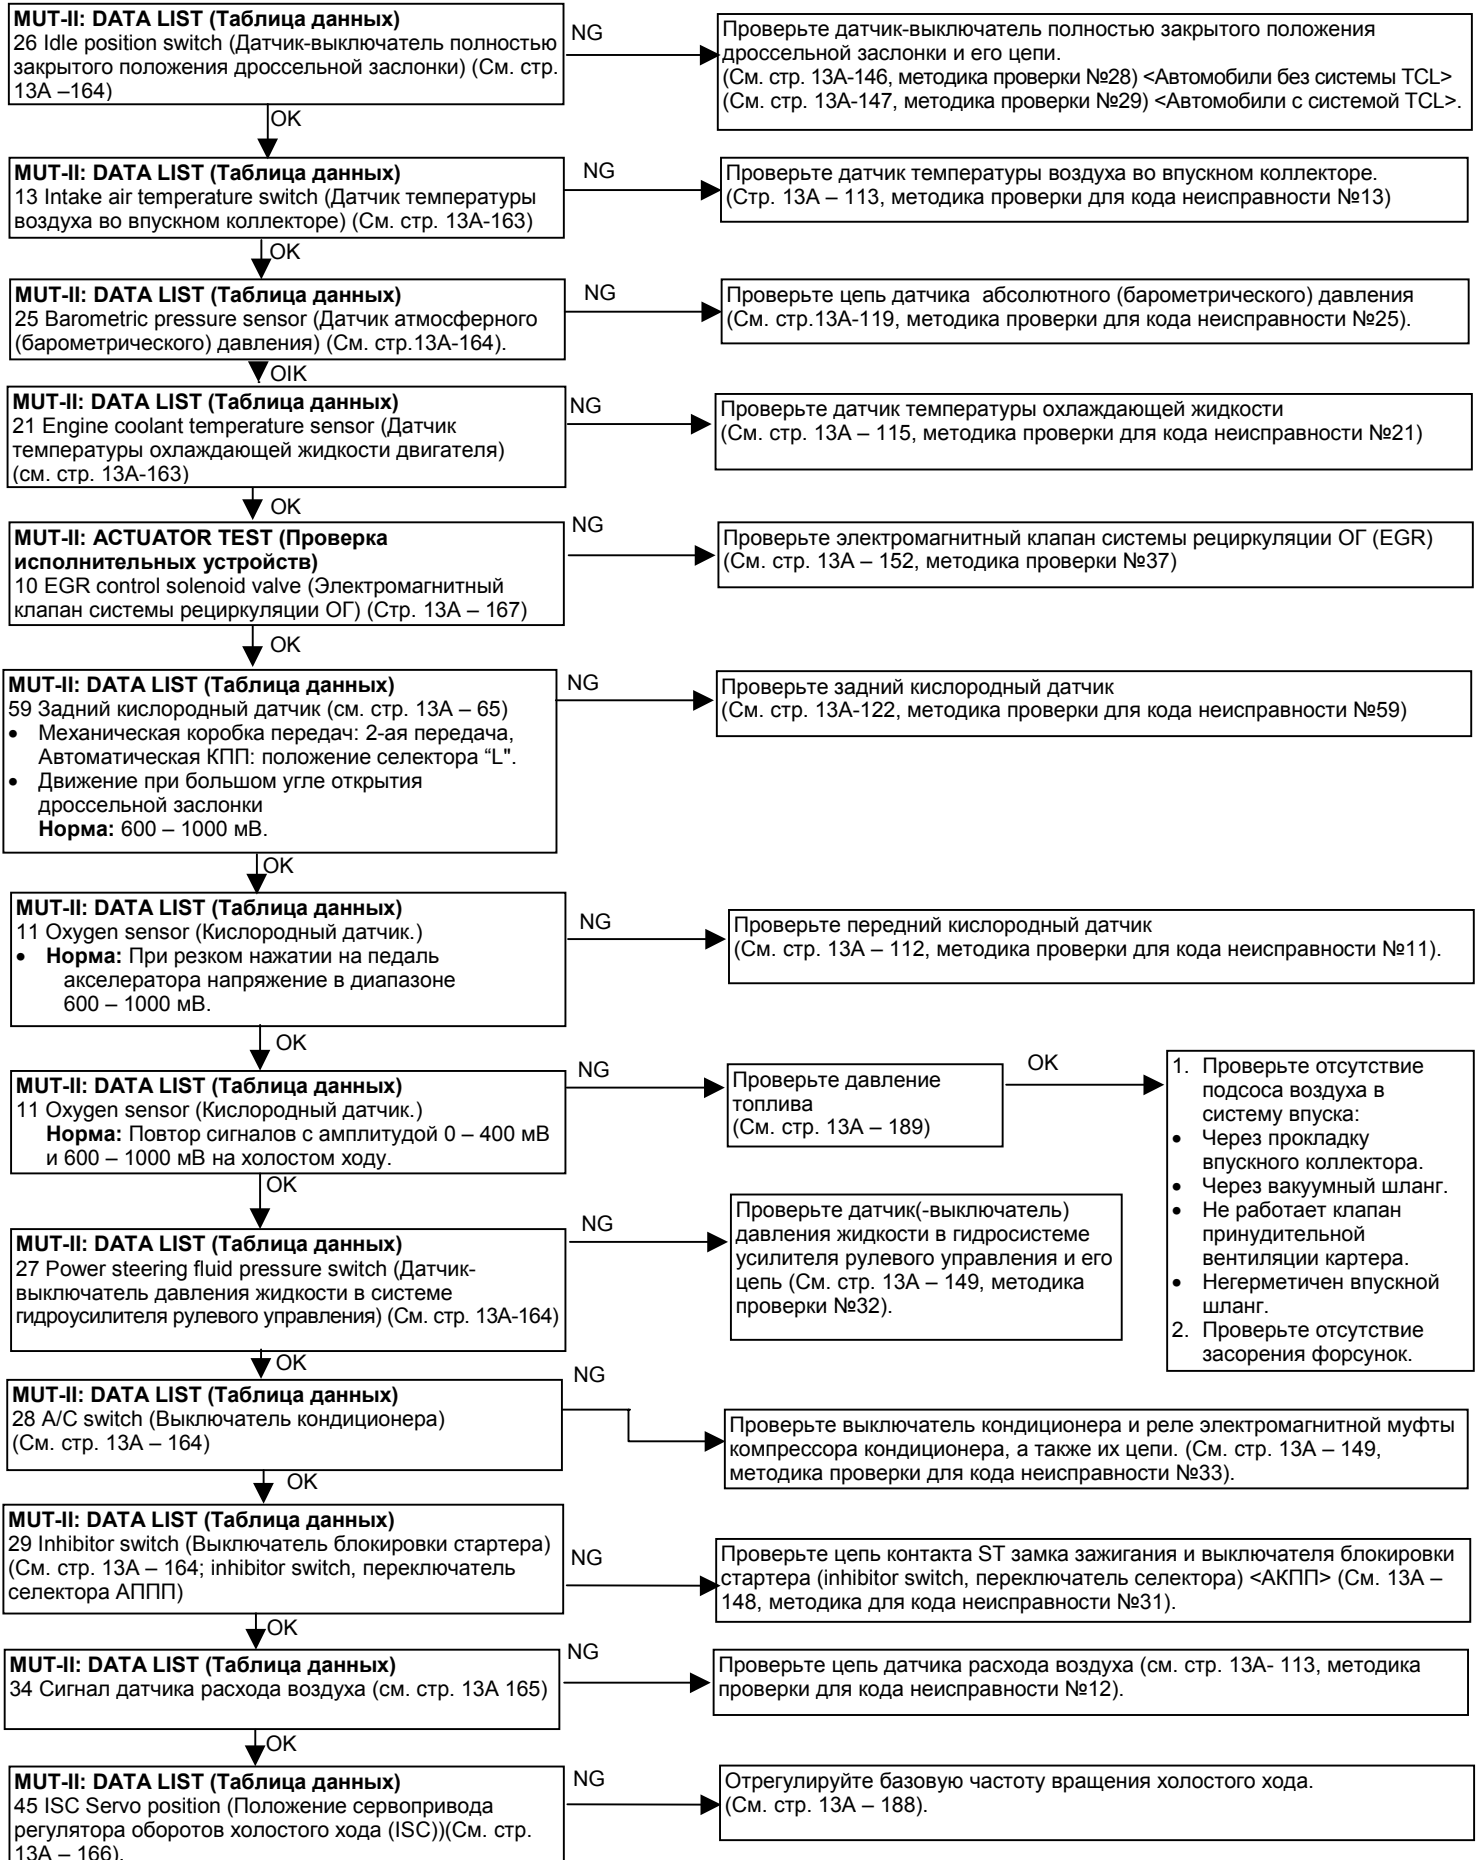 MUT-II: DATA LIST (Таблица данных)
26 Idle position switch (Датчик-выключатель полностью
закрытого положения дроссельной заслонки) (См. стр.
13А –164)
NG
Проверьте датчик-выключатель полностью закрытого положения
дроссельной заслонки и его цепи.
(См. стр. 13А-146, методика проверки №28) <Автомобили без системы TCL>
(См. стр. 13А-147, методика проверки №29) <Автомобили с системой TCL>.
OK
MUT-II: DATA LIST (Таблица данных)
13 Intake air temperature switch (Датчик температуры
воздуха во впускном коллекторе) (См. стр. 13А-163)
NG
Проверьте датчик температуры воздуха во впускном коллекторе.
(Стр. 13А – 113, методика проверки для кода неисправности №13)
OK
MUT-II: DATA LIST (Таблица данных)
25 Barometric pressure sensor (Датчик атмосферного
(барометрического) давления) (См. стр.13А-164).
NG
Проверьте цепь датчика  абсолютного (барометрического) давления
(См. стр.13А-119, методика проверки для кода неисправности №25).
OIK
MUT-II: DATA LIST (Таблица данных)
21 Engine coolant temperature sensor (Датчик
температуры охлаждающей жидкости двигателя)
(см. стр. 13А-163)
NG
Проверьте датчик температуры охлаждающей жидкости
(См. стр. 13А – 115, методика проверки для кода неисправности №21)
OK
MUT-II: ACTUATOR TEST (Проверка
исполнительных устройств)
10 EGR control solenoid valve (Электромагнитный
клапан системы рециркуляции ОГ) (Стр. 13А – 167)
NG
Проверьте электромагнитный клапан системы рециркуляции ОГ (EGR)
(См. стр. 13А – 152, методика проверки №37)
OK
MUT-II: DATA LIST (Таблица данных)
59 Задний кислородный датчик (см. стр. 13А – 65)
• Механическая коробка передач: 2-ая передача,
Автоматическая КПП: положение селектора “L".
• Движение при большом угле открытия
дроссельной заслонки
Норма: 600 – 1000 мВ.
NG
Проверьте задний кислородный датчик
(См. стр. 13А-122, методика проверки для кода неисправности №59)
OK
MUT-II: DATA LIST (Таблица данных)
11 Oxygen sensor (Кислородный датчик.)
• Норма: При резком нажатии на педаль
акселератора напряжение в диапазоне
600 – 1000 мВ.
NG
Проверьте передний кислородный датчик
(См. стр. 13А – 112, методика проверки для кода неисправности №11).
OK
MUT-II: DATA LIST (Таблица данных)
11 Oxygen sensor (Кислородный датчик.)
Норма: Повтор сигналов с амплитудой 0 – 400 мВ
и 600 – 1000 мВ на холостом ходу.
NG
Проверьте давление
топлива
(См. стр. 13А – 189)
OK
1. Проверьте отсутствие
подсоса воздуха в
систему впуска:
• Через прокладку
впускного коллектора.
• Через вакуумный шланг.
• Не работает клапан
принудительной
вентиляции картера.
• Негерметичен впускной
шланг.
2. Проверьте отсутствие
засорения форсунок.
OK
MUT-II: DATA LIST (Таблица данных)
27 Power steering fluid pressure switch (Датчик-
выключатель давления жидкости в системе
гидроусилителя рулевого управления) (См. стр. 13А-164)
NG
Проверьте датчик(-выключатель)
давления жидкости в гидросистеме
усилителя рулевого управления и его
цепь (См. стр. 13А – 149, методика
проверки №32).
OK
MUT-II: DATA LIST (Таблица данных)
28 A/C switch (Выключатель кондиционера)
(См. стр. 13А – 164)
NG
Проверьте выключатель кондиционера и реле электромагнитной муфты
компрессора кондиционера, а также их цепи. (См. стр. 13А – 149,
методика проверки для кода неисправности №33).
OK
MUT-II: DATA LIST (Таблица данных)
29 Inhibitor switch (Выключатель блокировки стартера)
(См. стр. 13А – 164; inhibitor switch, переключатель
селектора АППП)
NG
Проверьте цепь контакта ST замка зажигания и выключателя блокировки
стартера (inhibitor switch, переключатель селектора) <АКПП> (См. 13А –
148, методика для кода неисправности №31).
OK
MUT-II: DATA LIST (Таблица данных)
34 Сигнал датчика расхода воздуха (см. стр. 13А 165)
NG
Проверьте цепь датчика расхода воздуха (см. стр. 13А- 113, методика
проверки для кода неисправности №12).
OK
MUT-II: DATA LIST (Таблица данных)
45 ISC Servo position (Положение сервопривода
регулятора оборотов холостого хода (ISC))(См. стр.
13А – 166).
NG
Отрегулируйте базовую частоту вращения холостого хода.
(См. стр. 13А – 188).